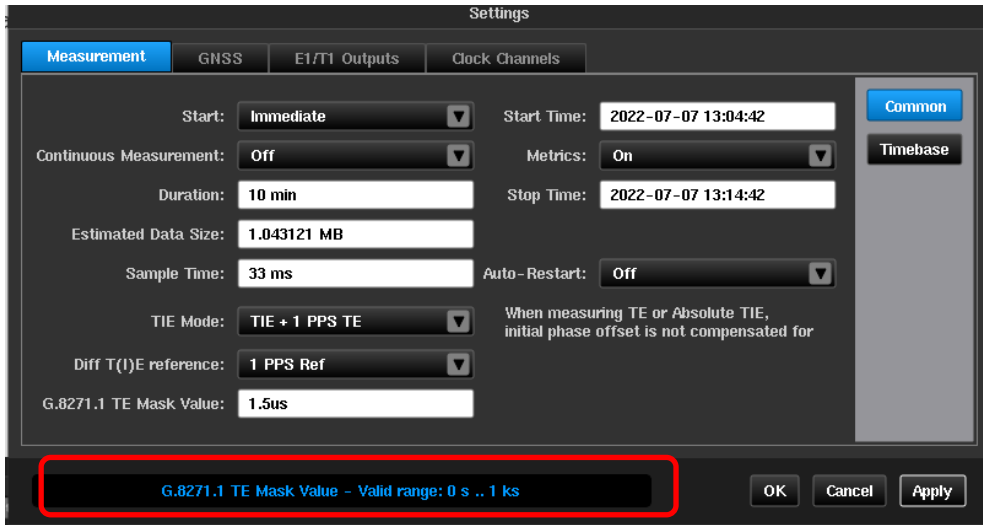 Settings
Measurement GNSS E1/T1 Outputs Clock Channels
Start: Immediate Start Time: 2022-07-07 13:04:42 Common
Continuous Measurement: Off Metrics: On Timebase
Duration: 10 min Stop Time: 2022-07-07 13:14:42
Estimated Data Size: 1.043121 MB
Sample Time: 33 ms Auto-Restart: Off
TIE Mode: TIE + 1 PPS TE When measuring TE or Absolute TIE,
initial phase offset is not compensated for
Diff T(I)E reference: 1 PPS Ref
G.8271.1 TE Mask Value: 1.5us
G.8271.1 TE Mask Value - Valid range: 0 s .. 1 ks OK Cancel Apply